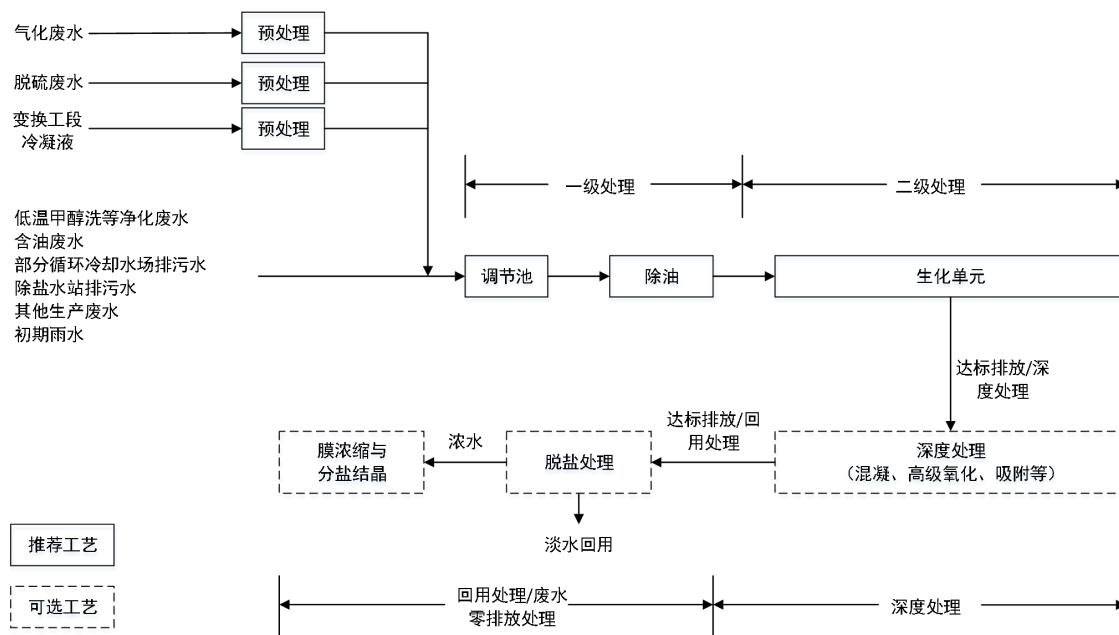 气化废水
预处理
脱硫废水
预处理
变换工段
冷凝液
预处理
一级处理
二级处理
低温甲醇洗等净化废水
含油废水
部分循环冷却水场排污水
除盐水站排污水
其他生产废水
初期雨水
调节池
除油
生化单元
达标排放/深
度处理
达标排放/回
用处理
浓水
膜浓缩与
分盐结晶
脱盐处理
深度处理
（混凝、高级氧化、吸附等）
淡水回用
推荐工艺
可选工艺
回用处理/废水
零排放处理
深度处理